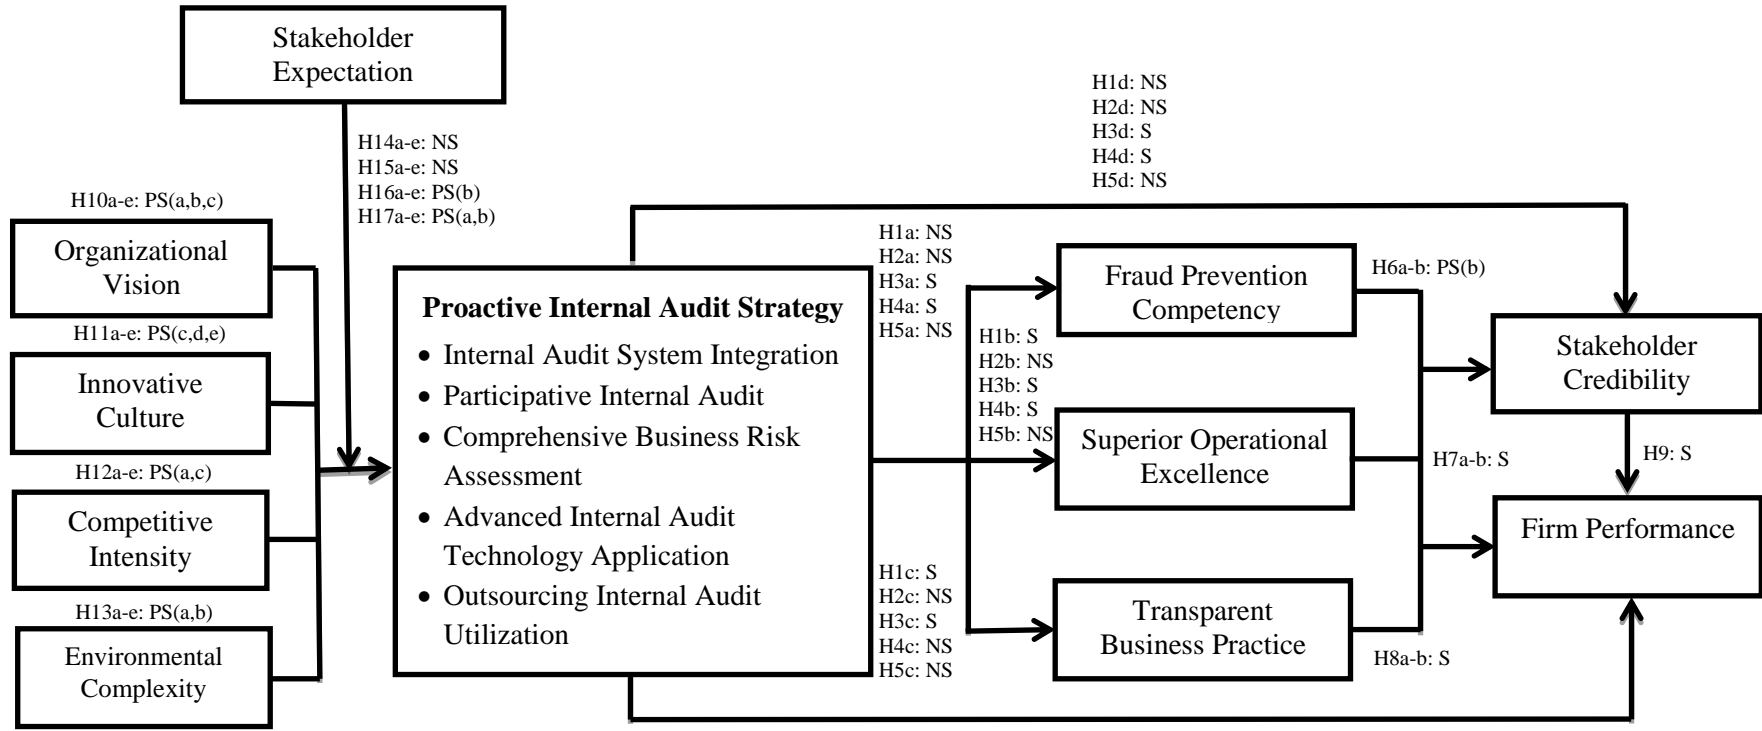 Stakeholder
Expectation
H14a-e: NS
H15a-e: NS
H16a-e: PS(b)
H17a-e: PS(a,b)
H10a-e: PS(a,b,c)
Organizational
Vision
H11a-e: PS(c,d,e)
Innovative
Culture
H12a-e: PS(a,c)
Competitive
Intensity
H13a-e: PS(a,b)
Environmental
Complexity
Proactive Internal Audit Strategy
• Internal Audit System Integration
• Participative Internal Audit
• Comprehensive Business Risk
Assessment
• Advanced Internal Audit
Technology Application
• Outsourcing Internal Audit
Utilization
H1d: NS
H2d: NS
H3d: S
H4d: S
H5d: NS
H1a: NS
H2a: NS
H3a: S
H4a: S
H5a: NS
H1b: S
H2b: NS
H3b: S
H4b: S
H5b: NS
H1c: S
H2c: NS
H3c: S
H4c: NS
H5c: NS
Fraud Prevention
Competency
Superior Operational
Excellence
Transparent
Business Practice
H6a-b: PS(b)
H7a-b: S
H8a-b: S
Stakeholder
Credibility
H9: S
Firm Performance